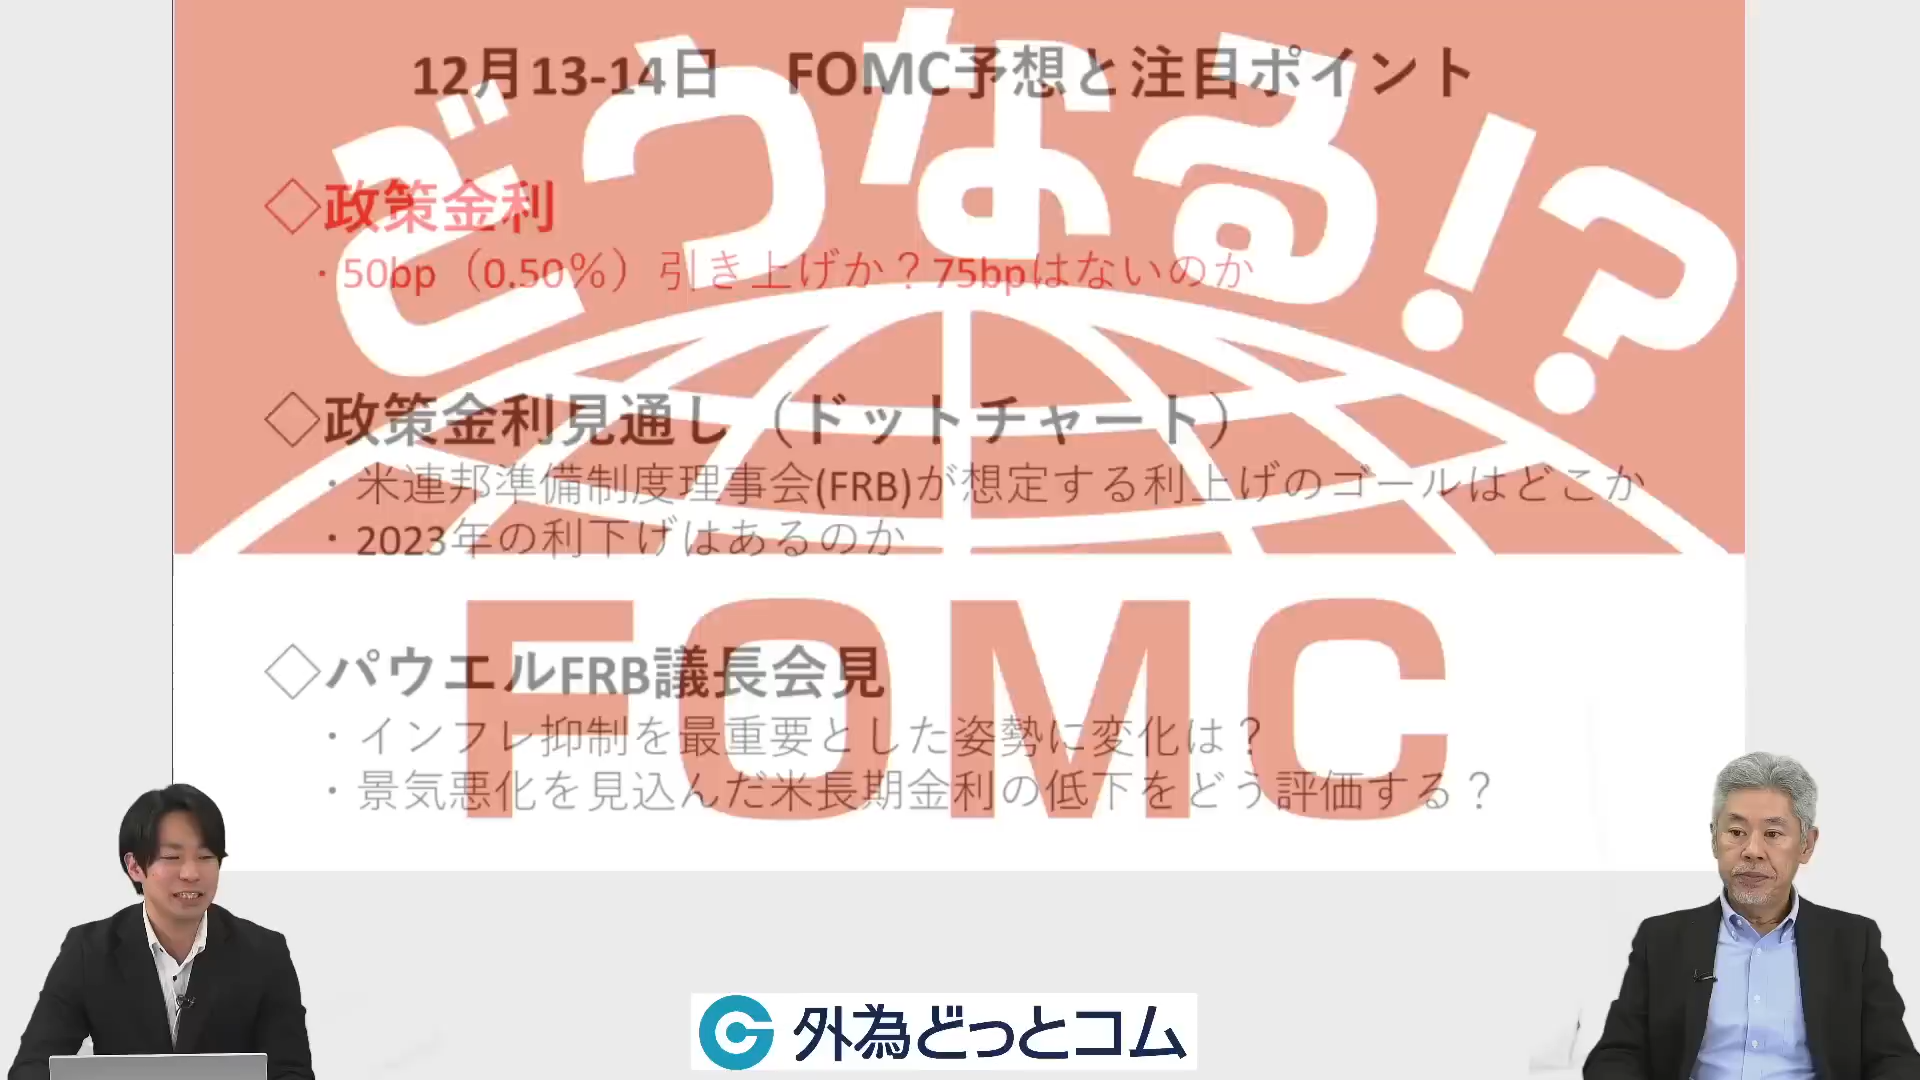 12月13-14日　FOMC予想と注目ポイント
どうなる!?
◇政策金利
・50bp（0.50％）引き上げか？75bpはないのか
◇政策金利見通し（ドットチャート）
・米連邦準備制度理事会(FRB)が想定する利上げのゴールはどこか
・2023年の利下げはあるのか
FOMC
◇パウエルFRB議長会見
・インフレ抑制を最重要とした姿勢に変化は？
・景気悪化を見込んだ米長期金利の低下をどう評価する？
外為どっとコム